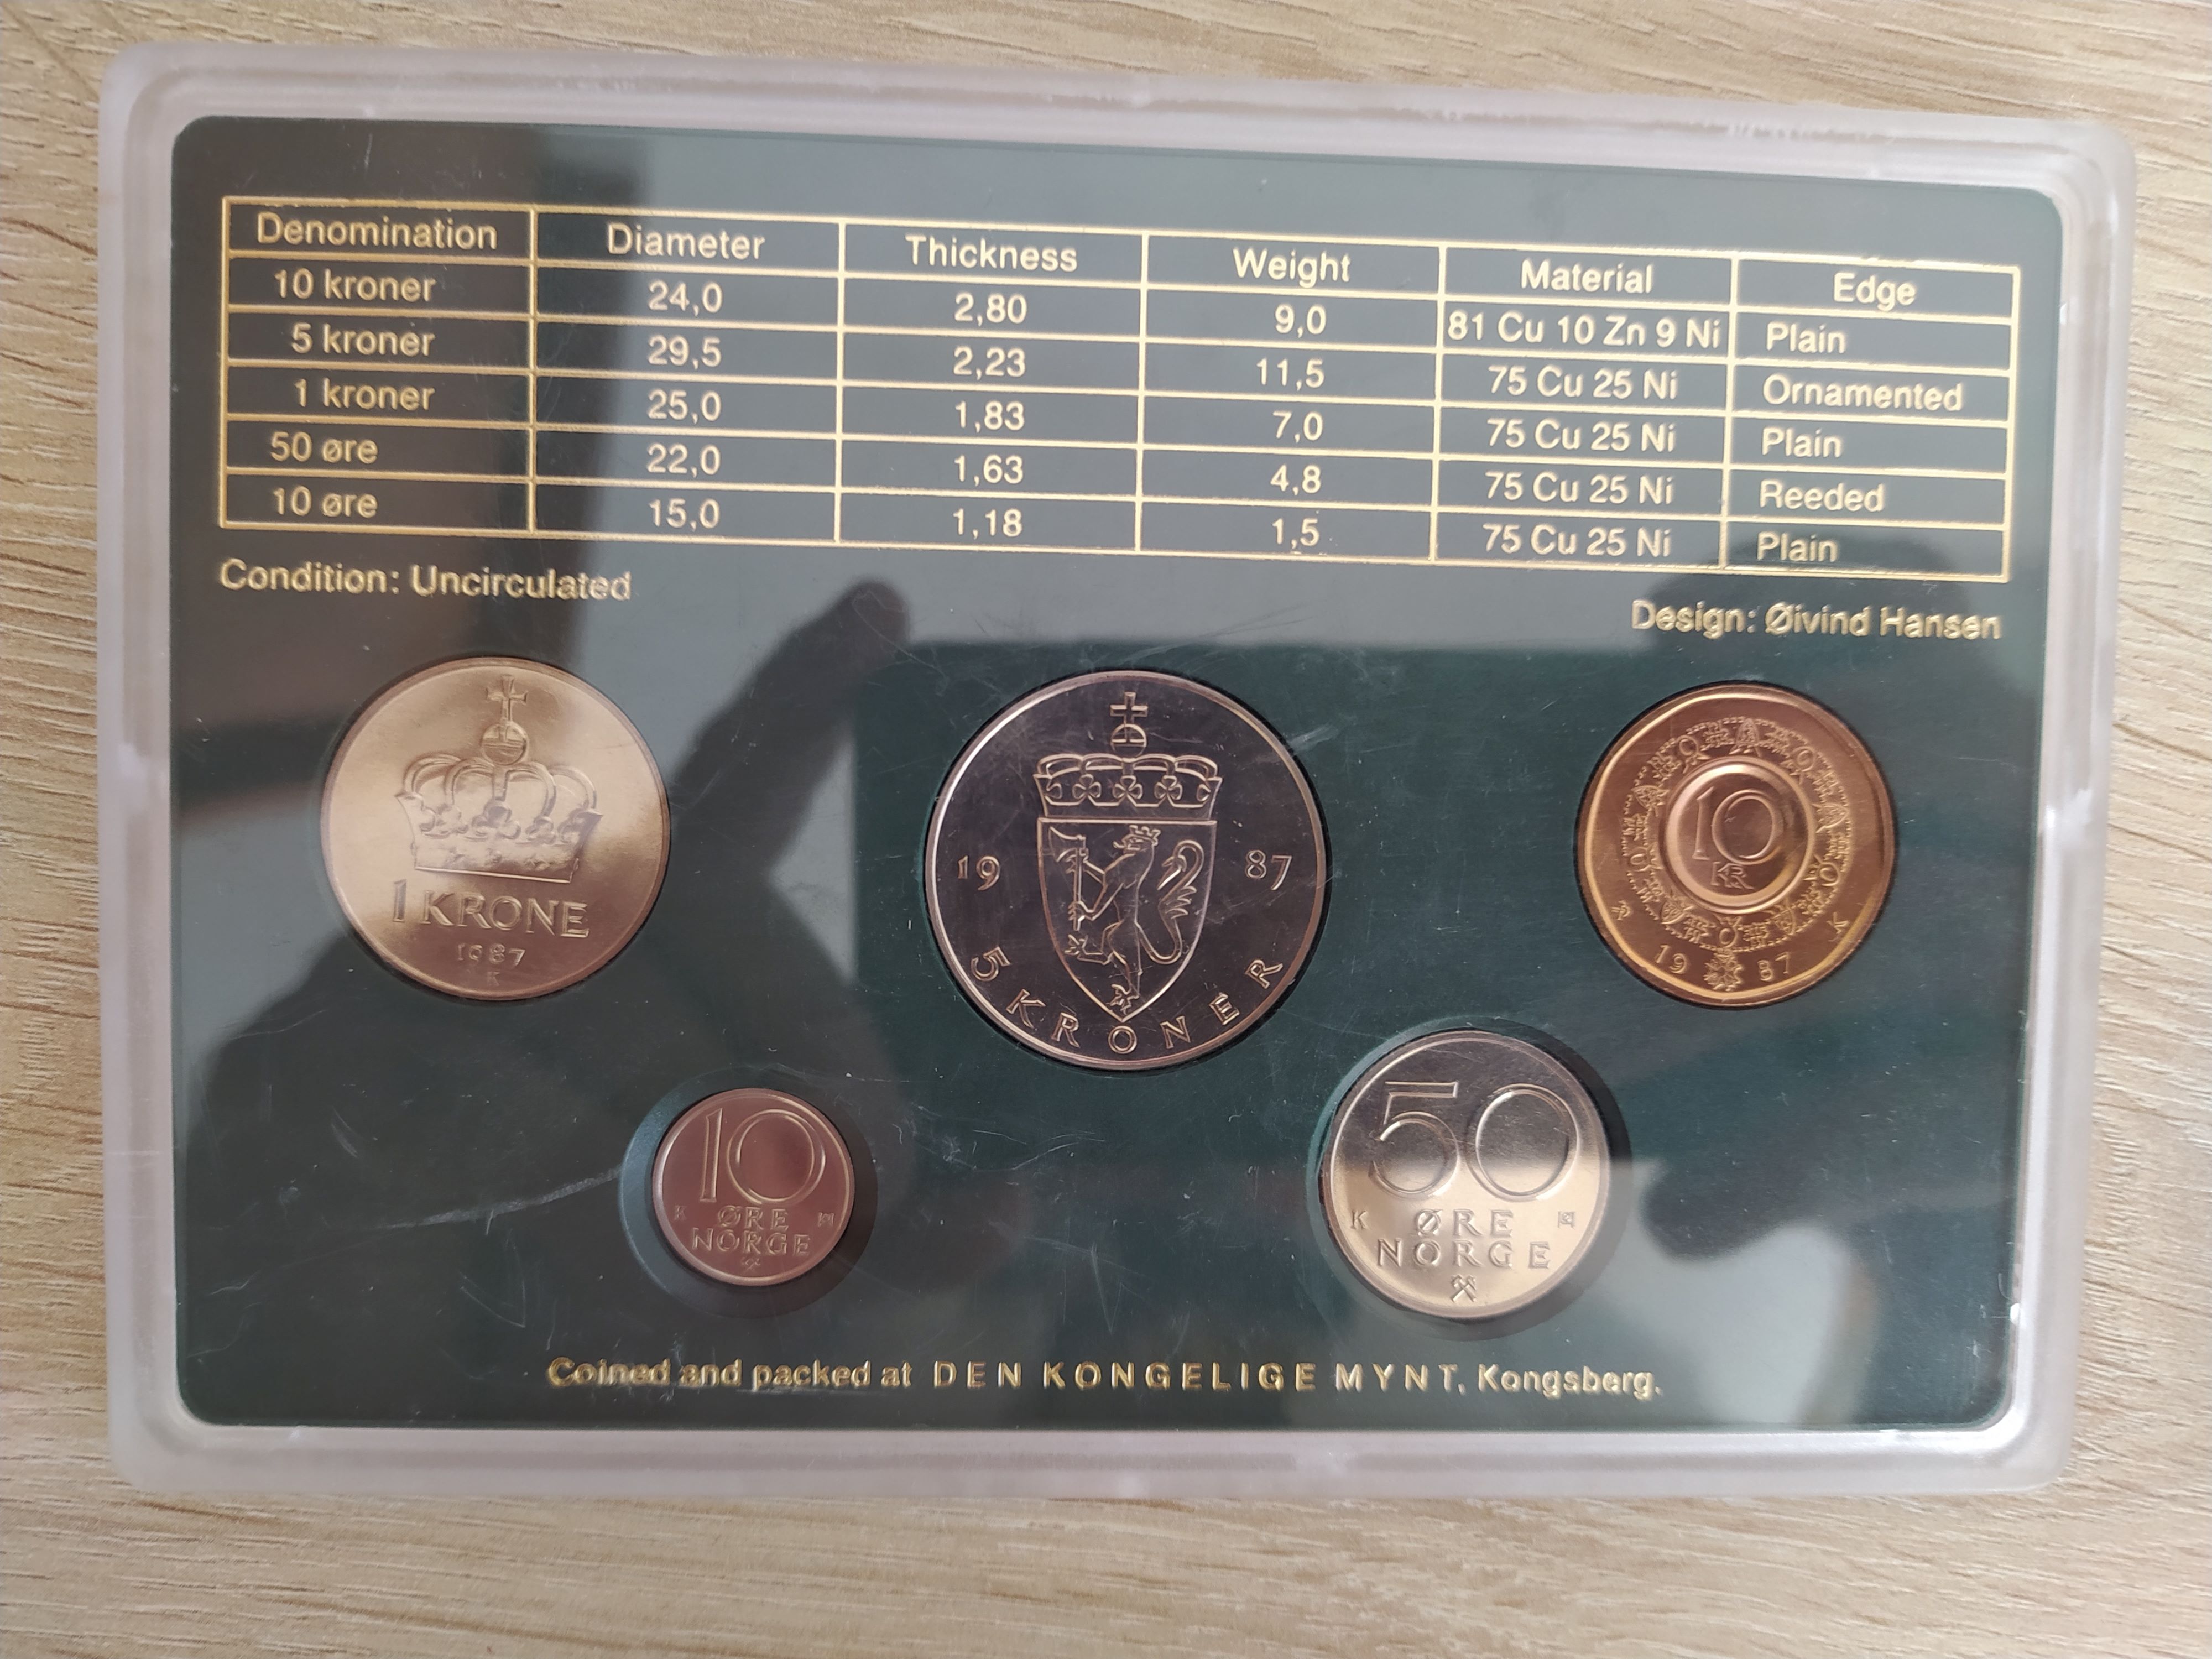 Denomination Diameter Thickness Weight Material Edge
10 kroner 24,0 2,80 9,0 81 Cu 10 Zn 9 Ni Plain
5 kroner 29,5 2,23 11,5 75 Cu 25 Ni Ornamented
1 kroner 25,0 1,83 7,0 75 Cu 25 Ni Plain
50 øre 22,0 1,63 4,8 75 Cu 25 Ni Reeded
10 øre 15,0 1,18 1,5 75 Cu 25 Ni Plain
Condition: Uncirculated
Design: Øivind Hansen
1 KRONE
1987
K
19 87
5 KRONER
10
KR
K
19 87
10
K ØRE
NORGE
50
K ØRE
NORGE
Coined and packed at DEN KONGELIGE MYNT, Kongsberg.